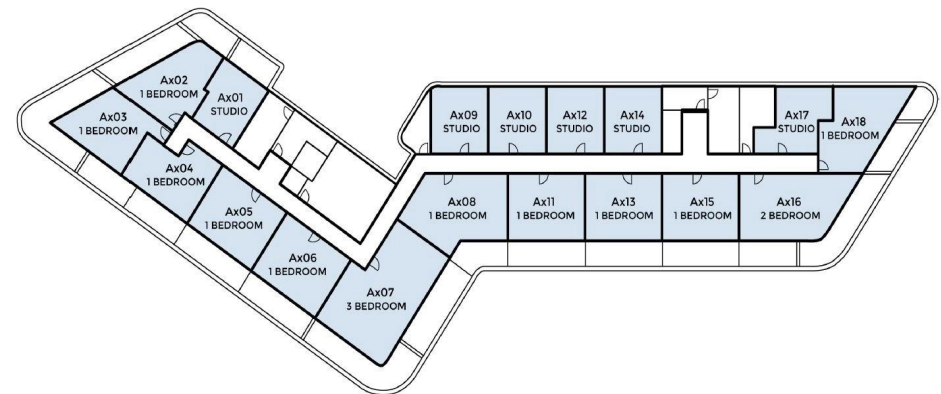 Ax01
STUDIO
Ax02
1 BEDROOM
Ax03
1 BEDROOM
Ax04
1 BEDROOM
Ax05
1 BEDROOM
Ax06
1 BEDROOM
Ax07
3 BEDROOM
Ax08
1 BEDROOM
Ax09
STUDIO
Ax10
STUDIO
Ax11
1 BEDROOM
Ax12
STUDIO
Ax13
1 BEDROOM
Ax14
STUDIO
Ax15
1 BEDROOM
Ax16
2 BEDROOM
Ax17
STUDIO
Ax18
1 BEDROOM